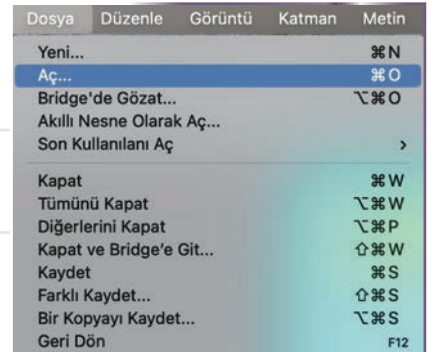 Dosya Düzenle Görüntü Katman Metin
Yeni... ⌘N
Aç... ⌘O
Bridge'de Gözat... ⌥⌘O
Akıllı Nesne Olarak Aç...
Son Kullanılanı Aç >
Kapat ⌘W
Tümünü Kapat ⌥⌘W
Diğerlerini Kapat ⌥⌘P
Kapat ve Bridge'e Git... ⇧⌘W
Kaydet ⌘S
Farklı Kaydet... ⇧⌘S
Bir Kopyayı Kaydet... ⌥⌘S
Geri Dön F12